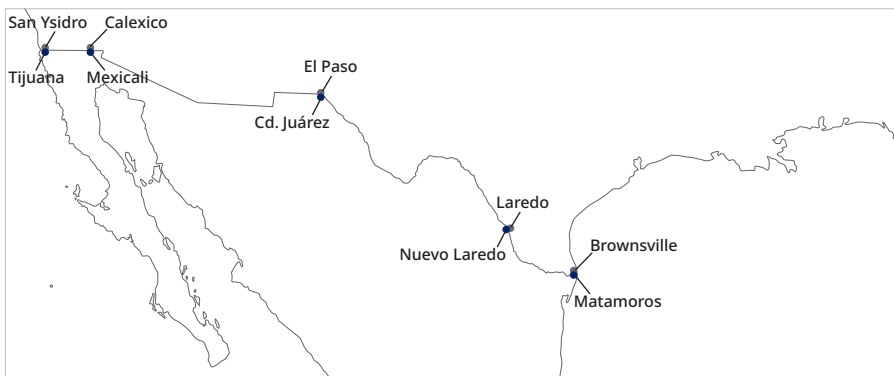 San Ysidro
Calexico
Tijuana
Mexicali
El Paso
Cd. Juárez
Laredo
Nuevo Laredo
Brownsville
Matamoros